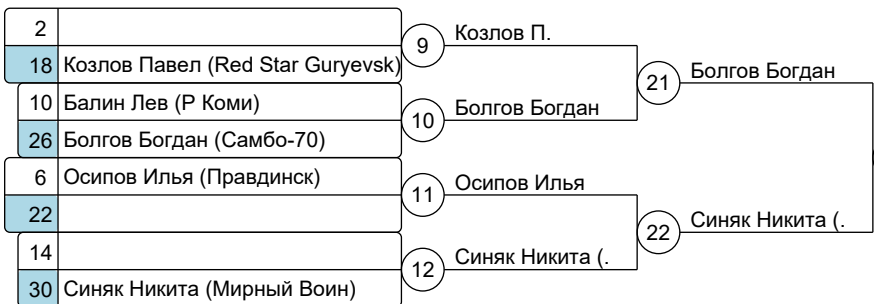 2
18 Козлов Павел (Red Star Guryevsk)
9
Козлов П.
10 Балин Лев (Р Коми)
26 Болгов Богдан (Самбо-70)
10
Болгов Богдан
21
Болгов Богдан
6 Осипов Илья (Правдинск)
22
11
Осипов Илья
14
30 Синяк Никита (Мирный Воин)
12
Синяк Никита (.
22
Синяк Никита (.